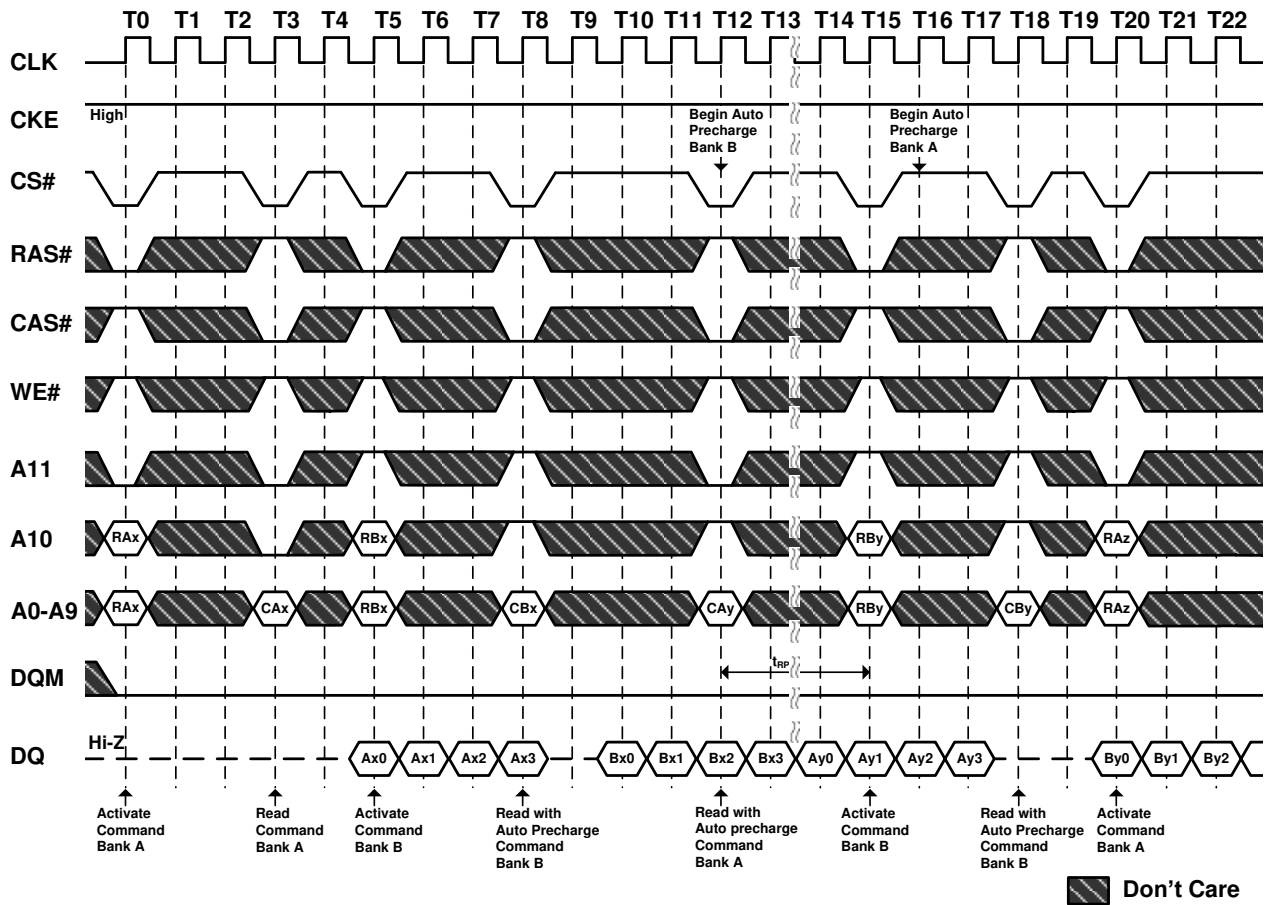 T0 T1 T2 T3 T4 T5 T6 T7 T8 T9 T10 T11 T12 T13 T14 T15 T16 T17 T18 T19 T20 T21 T22
CLK
CKE
High
Begin Auto
Precharge
Bank B
Begin Auto
Precharge
Bank A
CS#
RAS#
CAS#
WE#
A11
A10
RAx RBx RBy RAz
A0-A9
RAx CAx RBx CBx CAy RBy CBy RAz
DQM
tRP
DQ
Hi-Z
Ax0 Ax1 Ax2 Ax3 Bx0 Bx1 Bx2 Bx3 Ay0 Ay1 Ay2 Ay3 By0 By1 By2
Activate
Command
Bank A
Read
Command
Bank A
Activate
Command
Bank B
Read with
Auto Precharge
Command
Bank B
Read with
Auto precharge
Command
Bank A
Activate
Command
Bank B
Read with
Auto Precharge
Command
Bank B
Activate
Command
Bank A
Don't Care